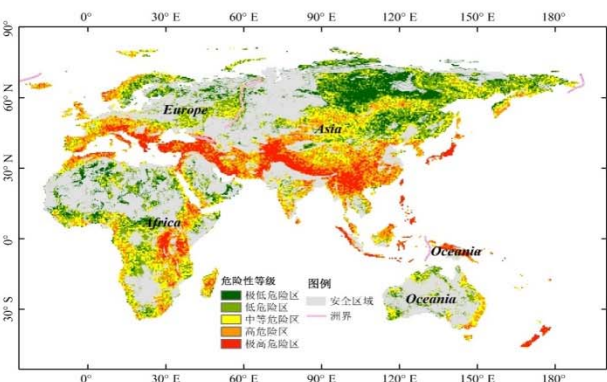 0° 30° E 60° E 90° E 120° E 150° E 180°
90°
60° N
30° N
0°
30° S
Europe
Asia
Africa
Oceania
Oceania
危险性等级
极低危险区
低危险区
中等危险区
高危险区
极高危险区
图例
安全区域
洲界
0° 30° E 60° E 90° E 120° E 150° E 180°